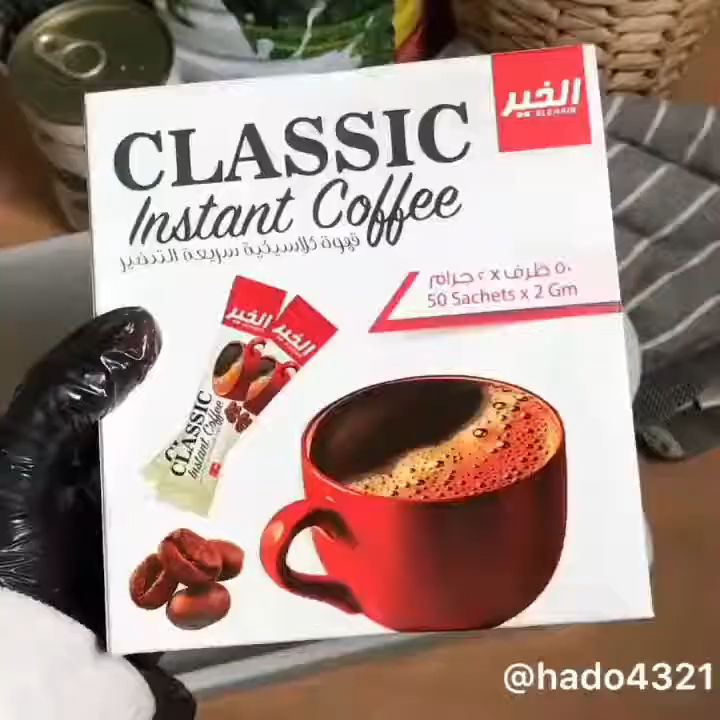 الخير
ELKHAIR
CLASSIC
Instant Coffee
قهوة كلاسيكية سريعة التحضير
٥٠ ظرف x ٢ جرام
50 Sachets x 2 Gm
الخير
الخير
CLASSIC
Instant Coffee
@hado4321